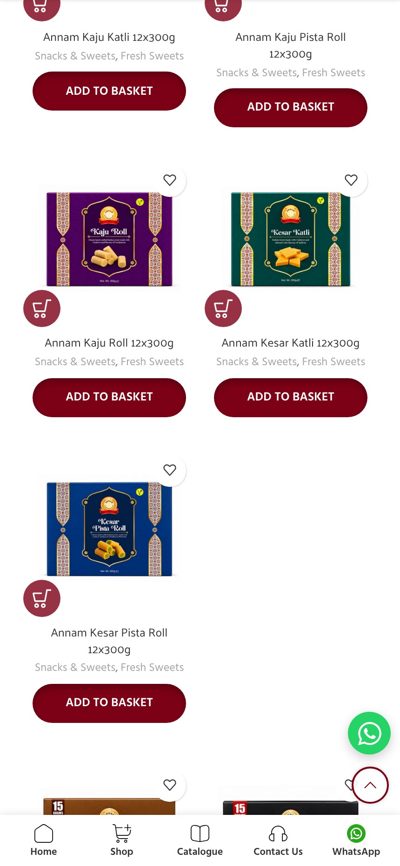 Annam Kaju Katli 12x300g
Snacks & Sweets, Fresh Sweets
ADD TO BASKET
Annam Kaju Pista Roll
12x300g
Snacks & Sweets, Fresh Sweets
ADD TO BASKET
Kaju Roll
Annam Kaju Roll 12x300g
Snacks & Sweets, Fresh Sweets
ADD TO BASKET
Kesar Katli
Annam Kesar Katli 12x300g
Snacks & Sweets, Fresh Sweets
ADD TO BASKET
Kesar
Pista Roll
Annam Kesar Pista Roll
12x300g
Snacks & Sweets, Fresh Sweets
ADD TO BASKET
15
15
Home
Shop
Catalogue
Contact Us
WhatsApp